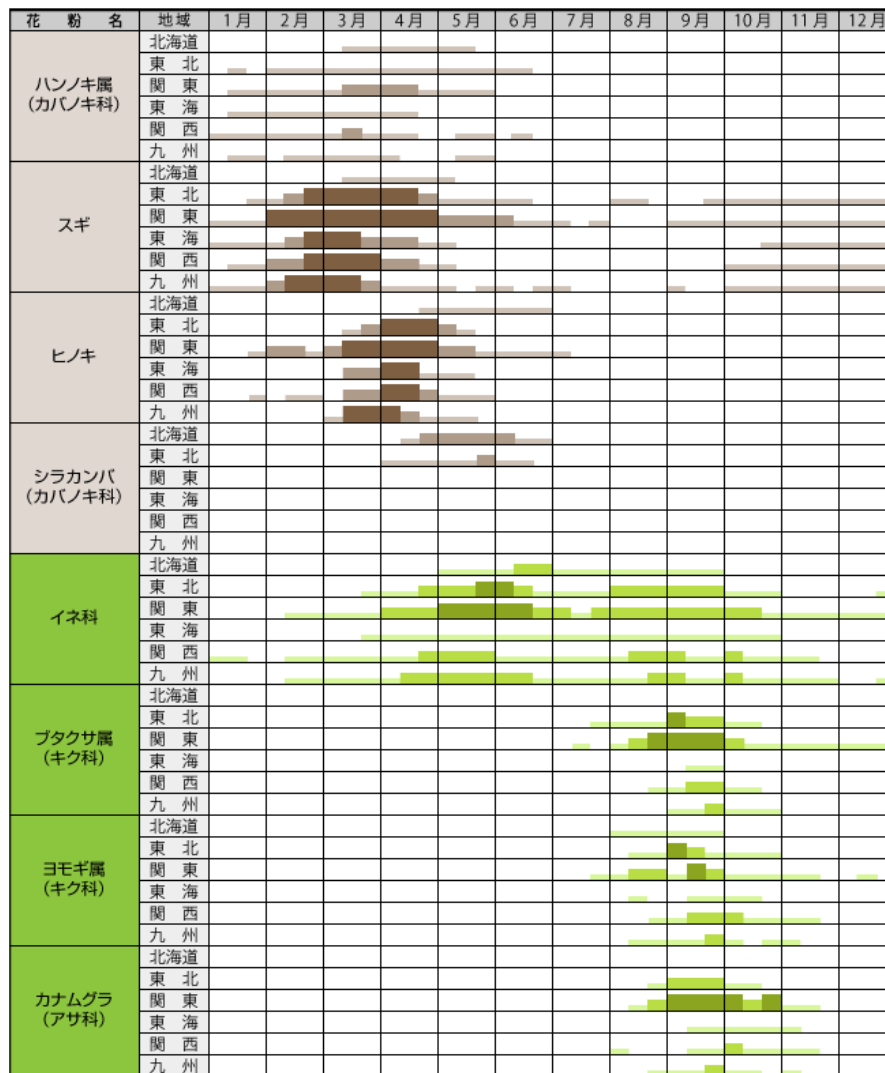 花 粉 名 地域 1月 2月 3月 4月 5月 6月 7月 8月 9月 10月 11月 12月
ハンノキ属
(カバノキ科)
北海道
東 北
関 東
東 海
関 西
九 州
スギ
北海道
東 北
関 東
東 海
関 西
九 州
ヒノキ
北海道
東 北
関 東
東 海
関 西
九 州
シラカンバ
(カバノキ科)
北海道
東 北
関 東
東 海
関 西
九 州
イネ科
北海道
東 北
関 東
東 海
関 西
九 州
ブタクサ属
(キク科)
北海道
東 北
関 東
東 海
関 西
九 州
ヨモギ属
(キク科)
北海道
東 北
関 東
東 海
関 西
九 州
カナムグラ
(アサ科)
北海道
東 北
関 東
東 海
関 西
九 州